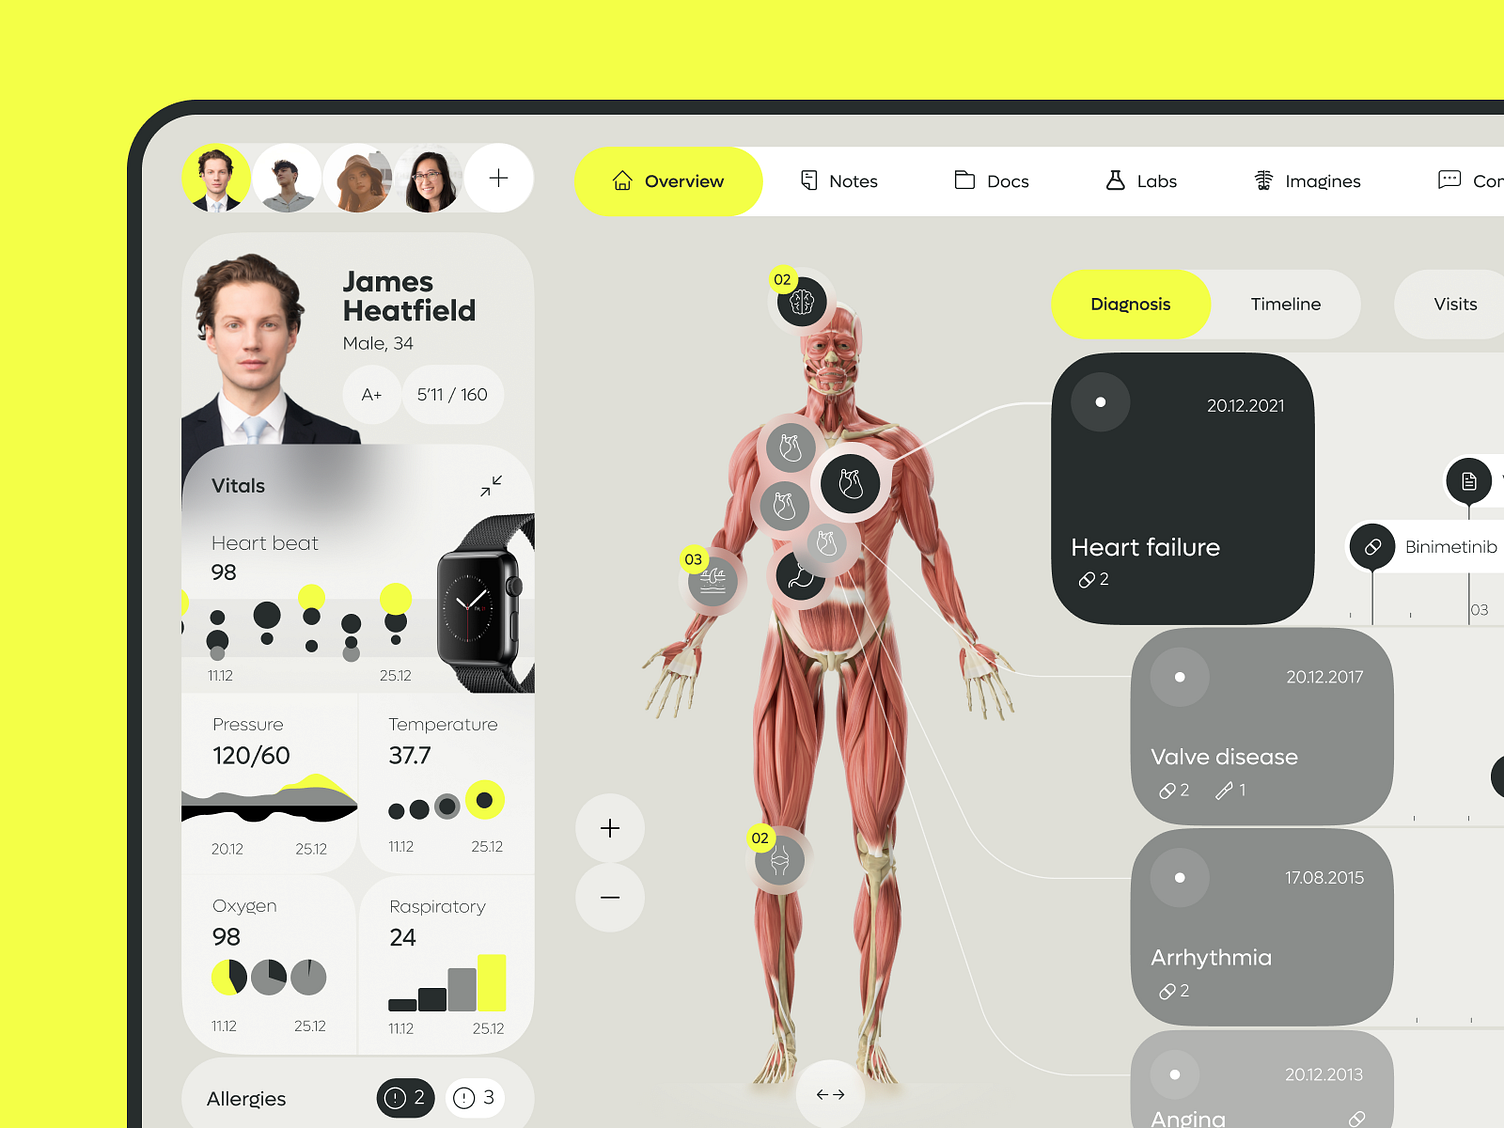 Overview
Notes
Docs
Labs
Imagines
James
Heatfield
Male, 34
A+
5'11 / 160
02
Diagnosis
Timeline
Visits
20.12.2021
Heart failure
2
Binimetinib
03
Vitals
Heart beat
98
11.12
25.12
03
Pressure
120/60
20.12
25.12
Temperature
37.7
11.12
25.12
20.12.2017
Valve disease
2
1
02
17.08.2015
Arrhythmia
2
Oxygen
98
11.12
25.12
Raspiratory
24
11.12
25.12
20.12.2013
Angina
Allergies
2
3